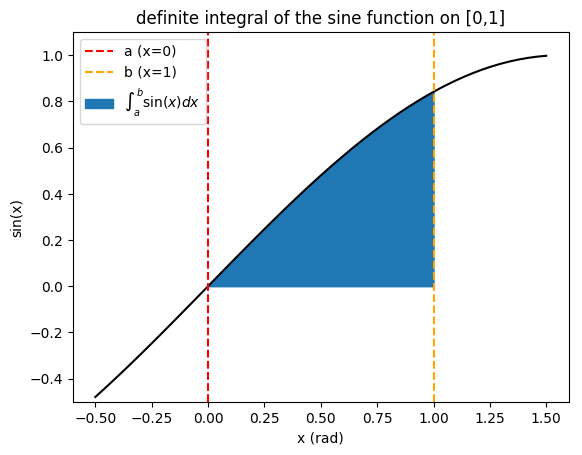 definite integral of the sine function on [0,1]
a (x=0)
b (x=1)
∫_a^b sin(x)dx
sin(x)
1.0
0.8
0.6
0.4
0.2
0.0
−0.2
−0.4
−0.50 −0.25 0.00 0.25 0.50 0.75 1.00 1.25 1.50
x (rad)